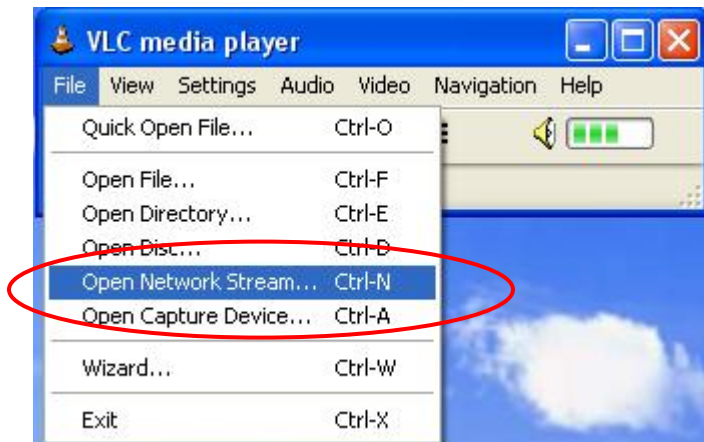 VLC media player
File View Settings Audio Video Navigation Help
Quick Open File... Ctrl-O
Open File... Ctrl-F
Open Directory... Ctrl-E
Open Disc... Ctrl-D
Open Network Stream... Ctrl-N
Open Capture Device... Ctrl-A
Wizard... Ctrl-W
Exit Ctrl-X